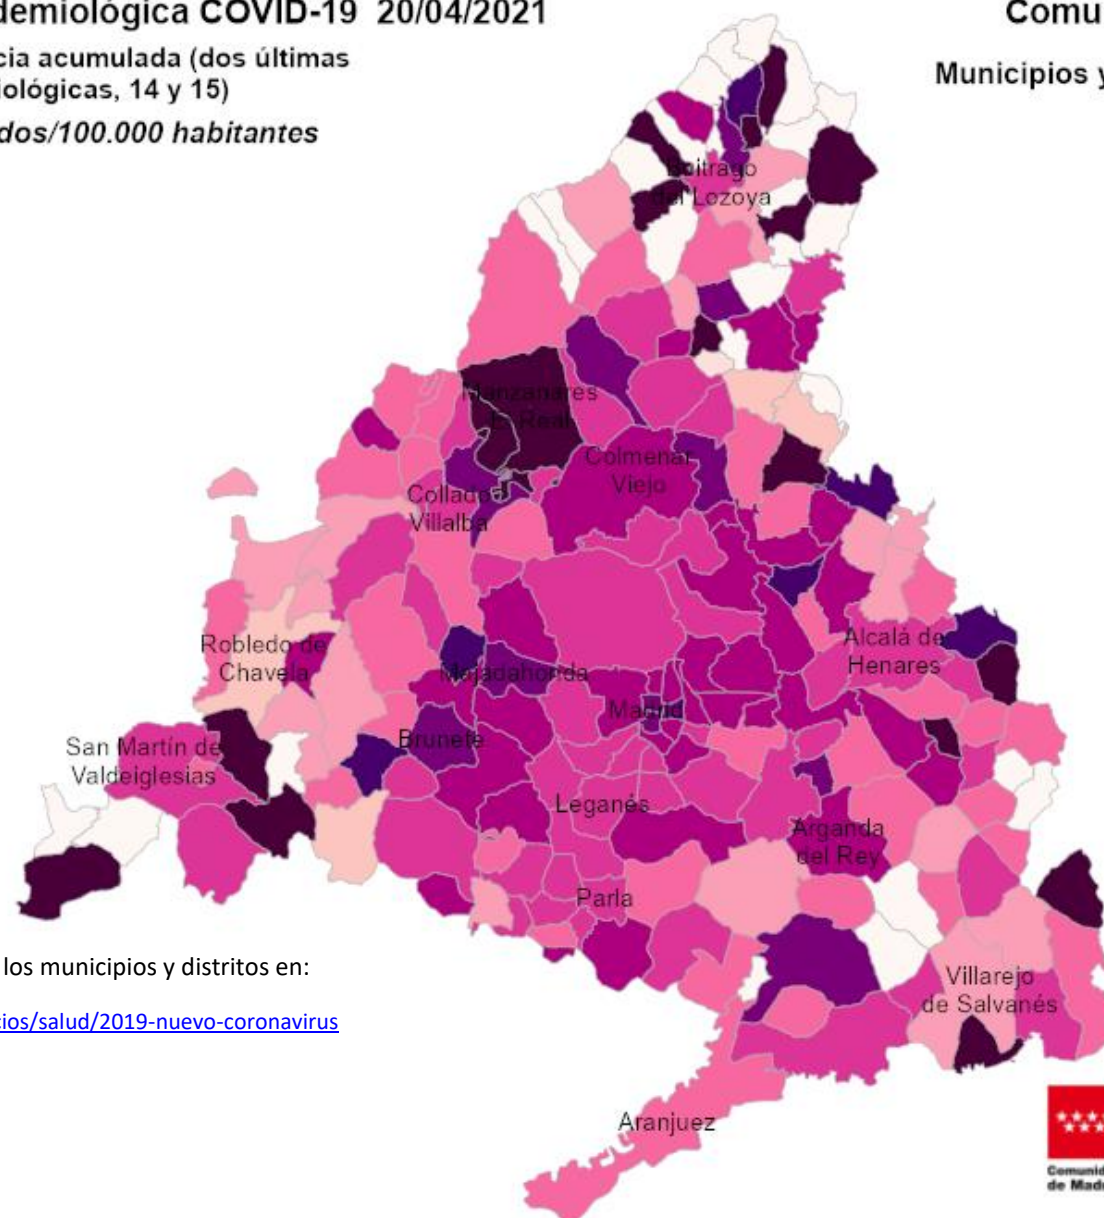 demiológica COVID-19 20/04/2021
Comu
cia acumulada (dos últimas
iológicas, 14 y 15)
Municipios y
dos/100.000 habitantes
Buitrago
del Lozoya
Manzanares
El Real
Colmenar
Viejo
Collado
Villalba
Robledo de
Chavela
Majadahonda
Alcalá de
Henares
Madrid
Brunete
San Martín de
Valdeiglesias
Leganés
Arganda
del Rey
Parla
los municipios y distritos en:
Villarejo
de Salvanés
cios/salud/2019-nuevo-coronavirus
Aranjuez
Comunid
de Madr